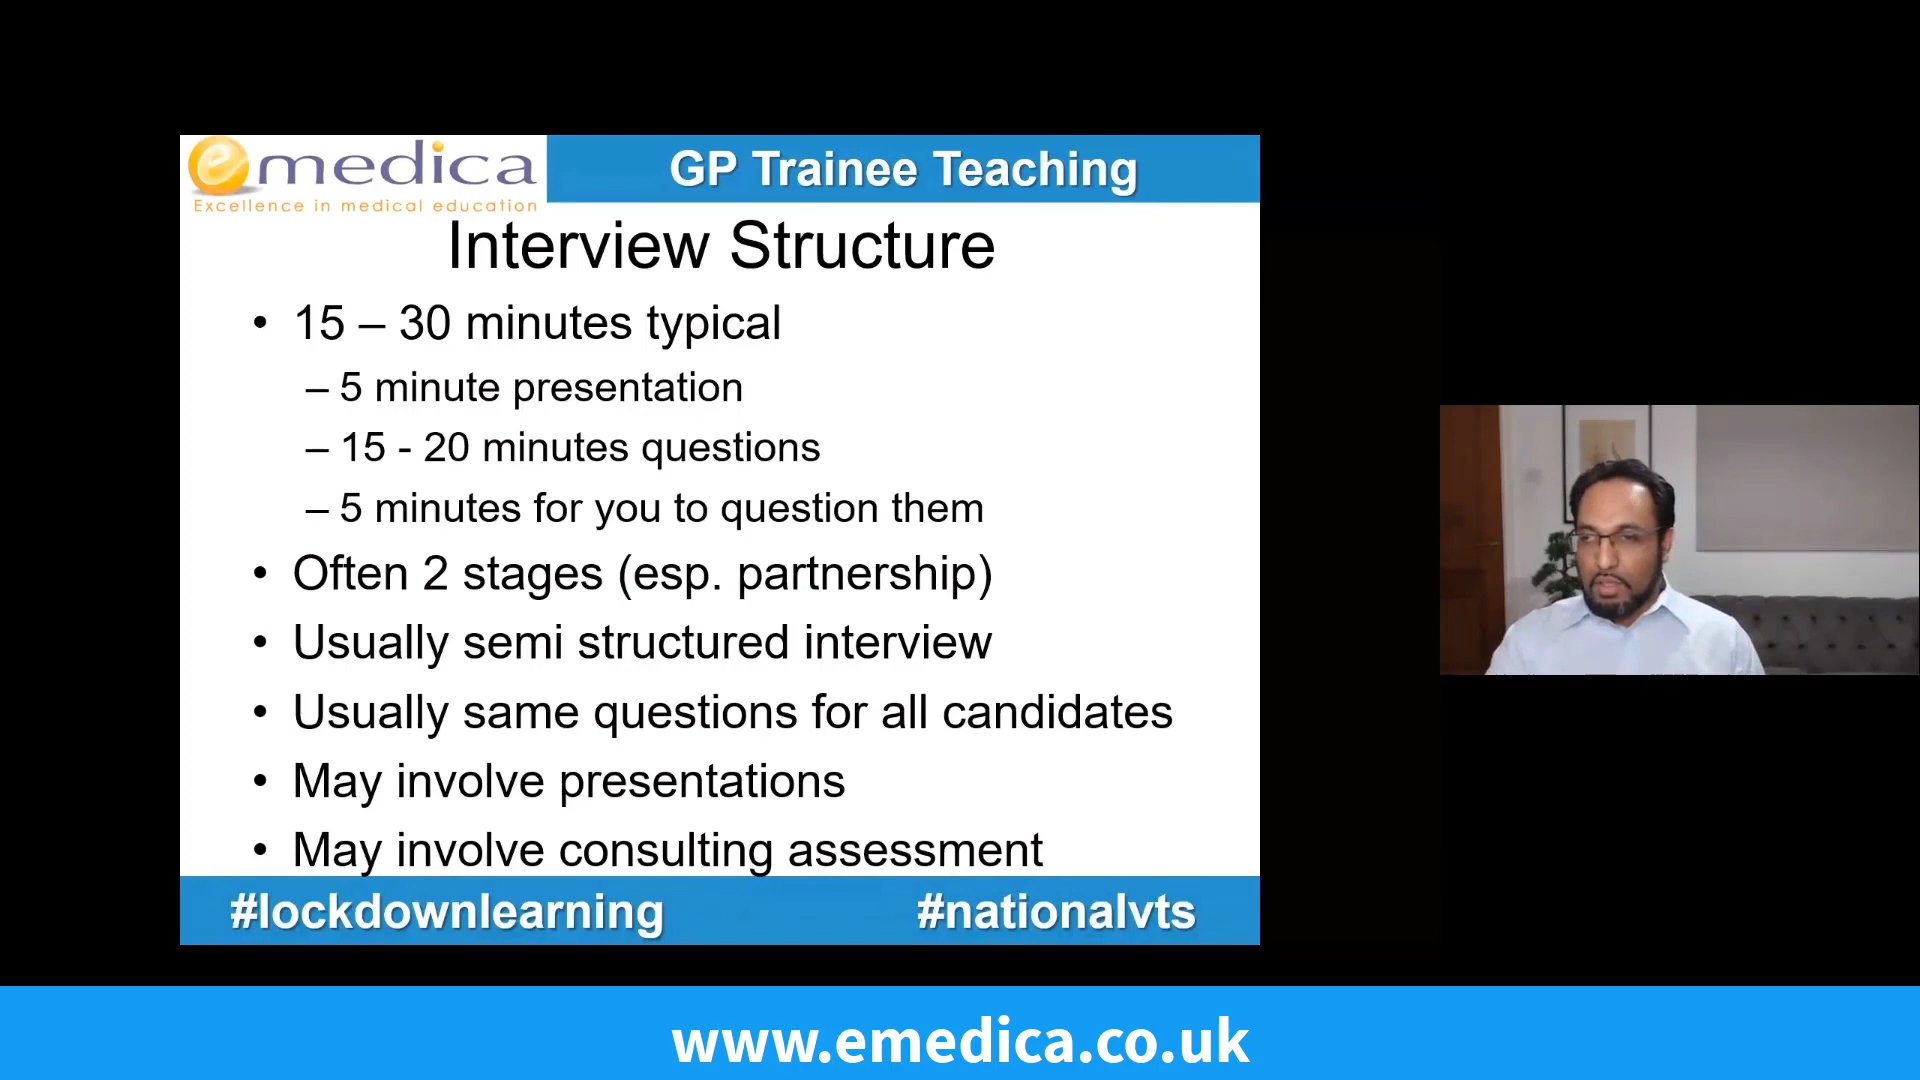 emedica
Excellence in medical education
GP Trainee Teaching
Interview Structure
• 15 – 30 minutes typical
– 5 minute presentation
– 15 - 20 minutes questions
– 5 minutes for you to question them
• Often 2 stages (esp. partnership)
• Usually semi structured interview
• Usually same questions for all candidates
• May involve presentations
• May involve consulting assessment
#lockdownlearning
#nationalvts
www.emedica.co.uk